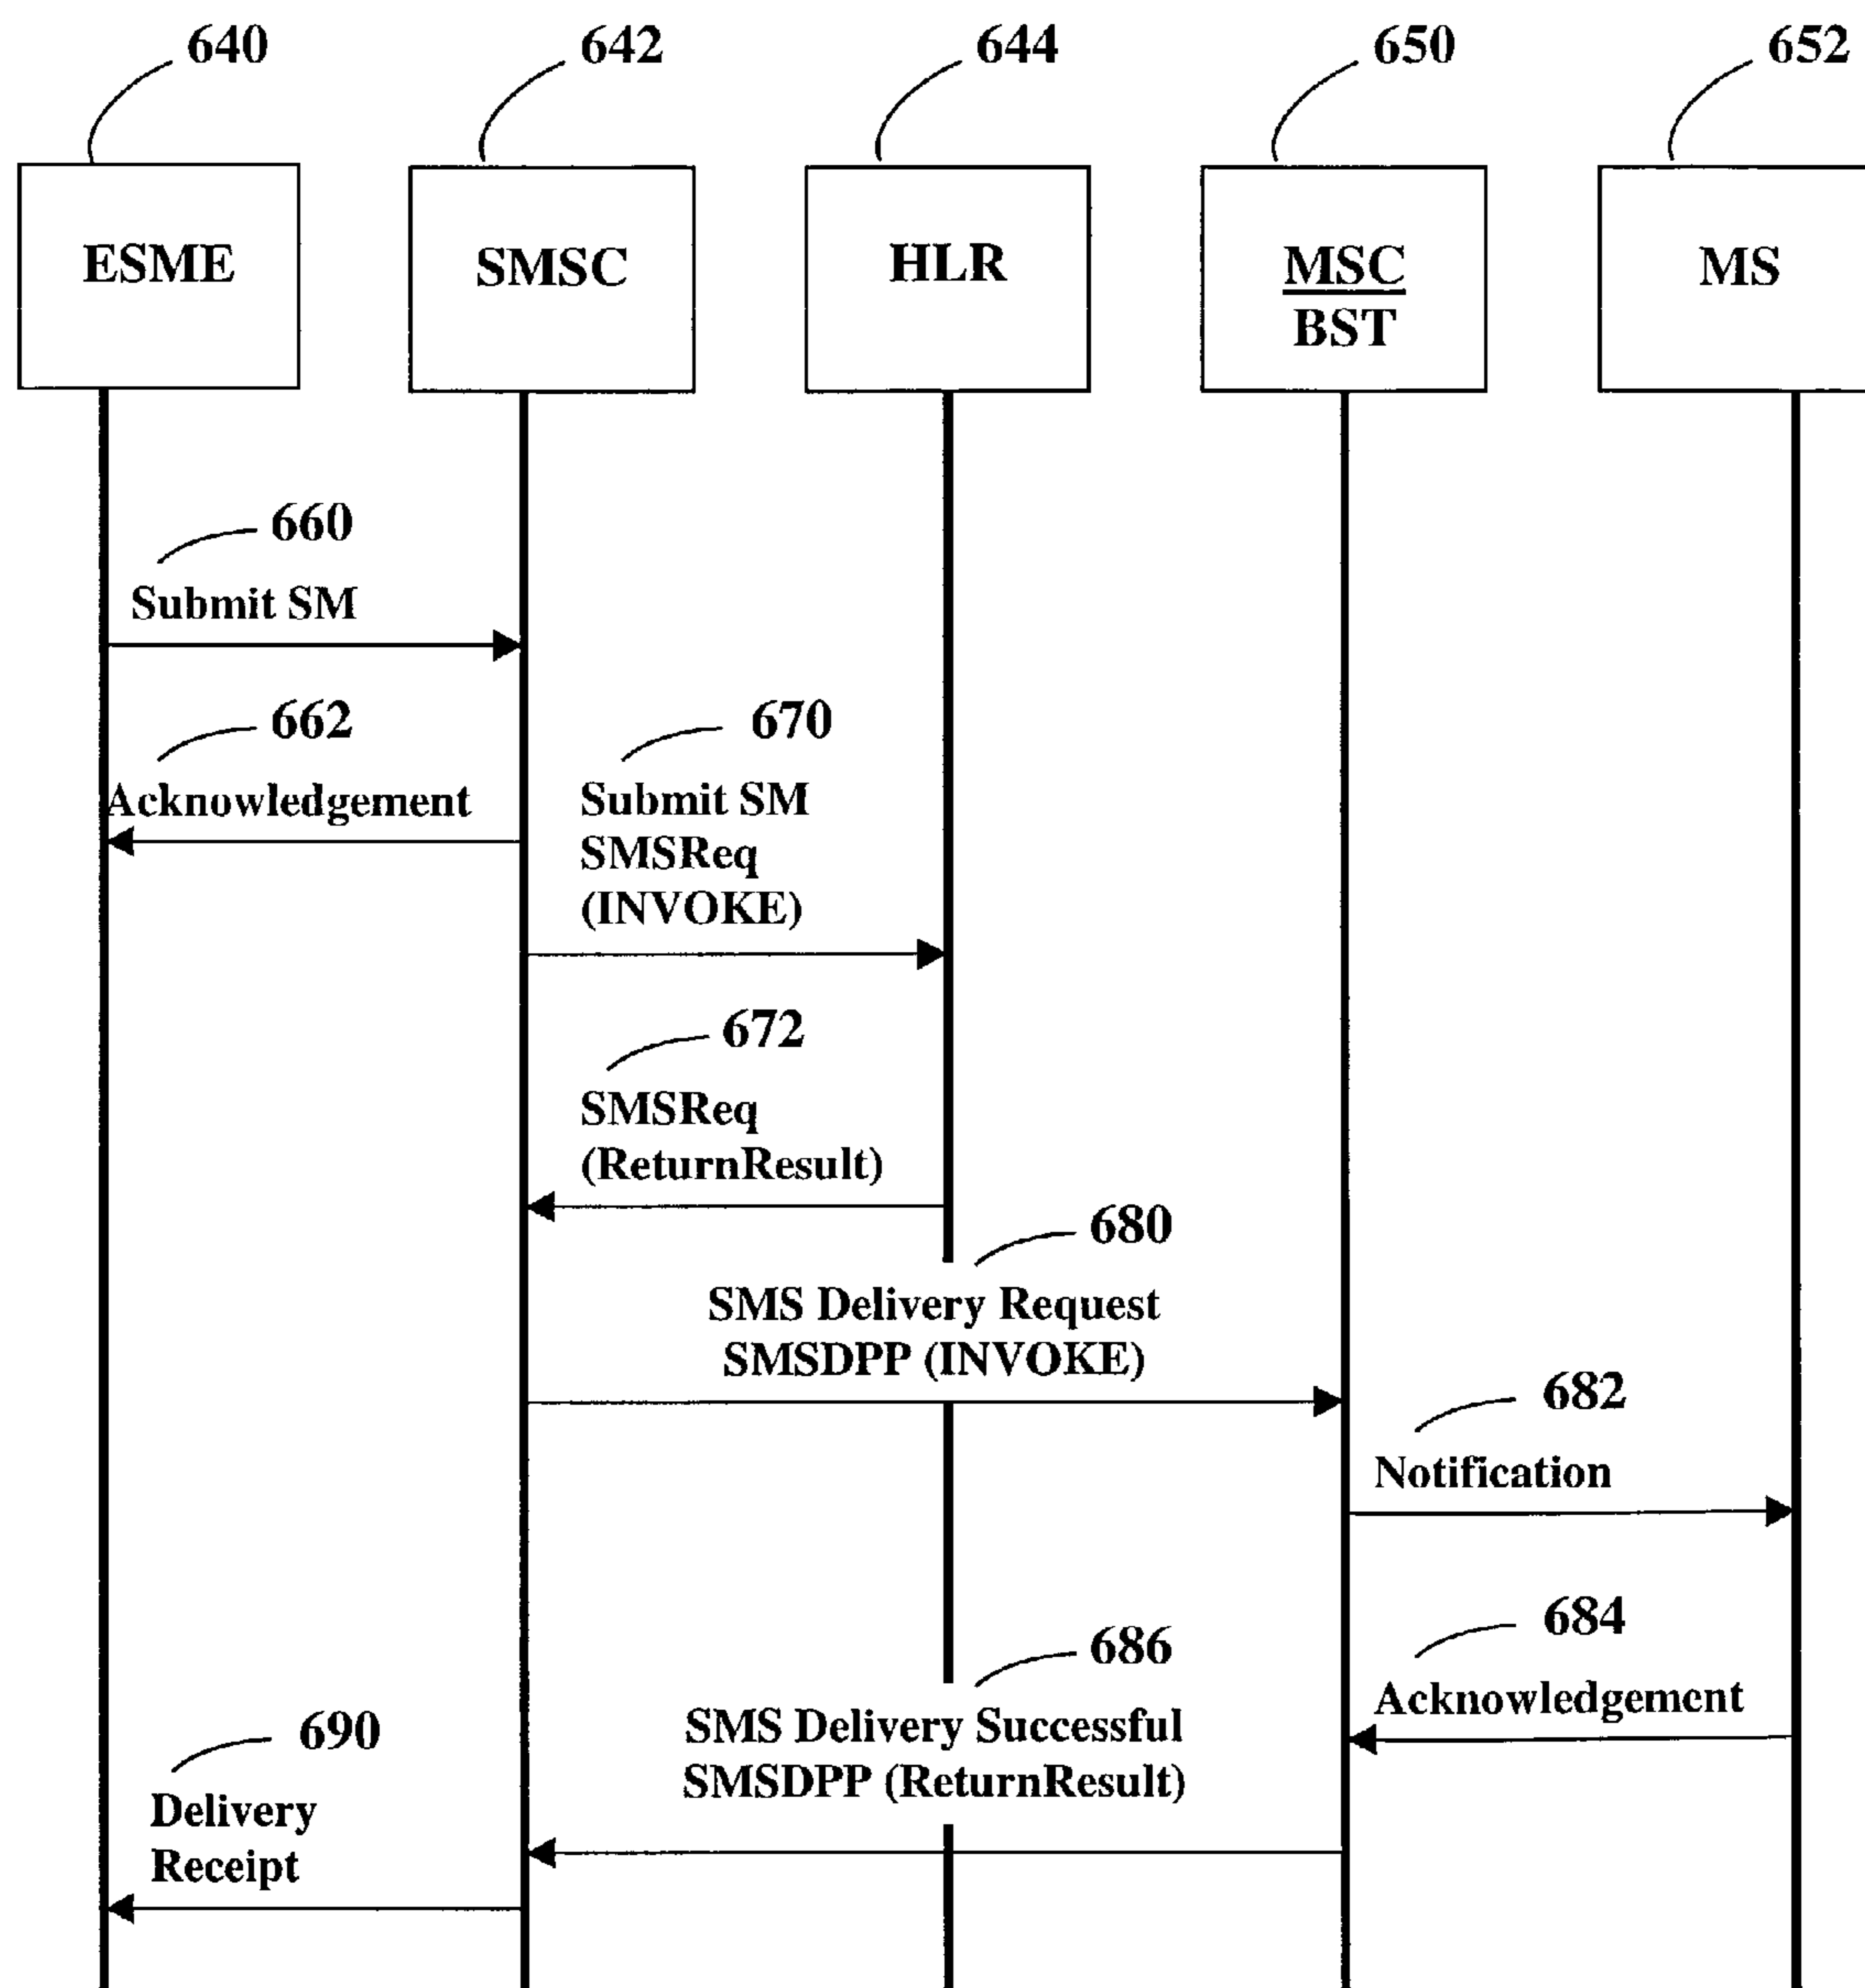 640
642
644
650
652
ESME
SMSC
HLR
MSC
BST
MS
660
Submit SM
662
Acknowledgement
670
Submit SM
SMSReq
(INVOKE)
672
SMSReq
(ReturnResult)
680
SMS Delivery Request
SMSDPP (INVOKE)
682
Notification
684
Acknowledgement
686
SMS Delivery Successful
SMSDPP (ReturnResult)
690
Delivery
Receipt